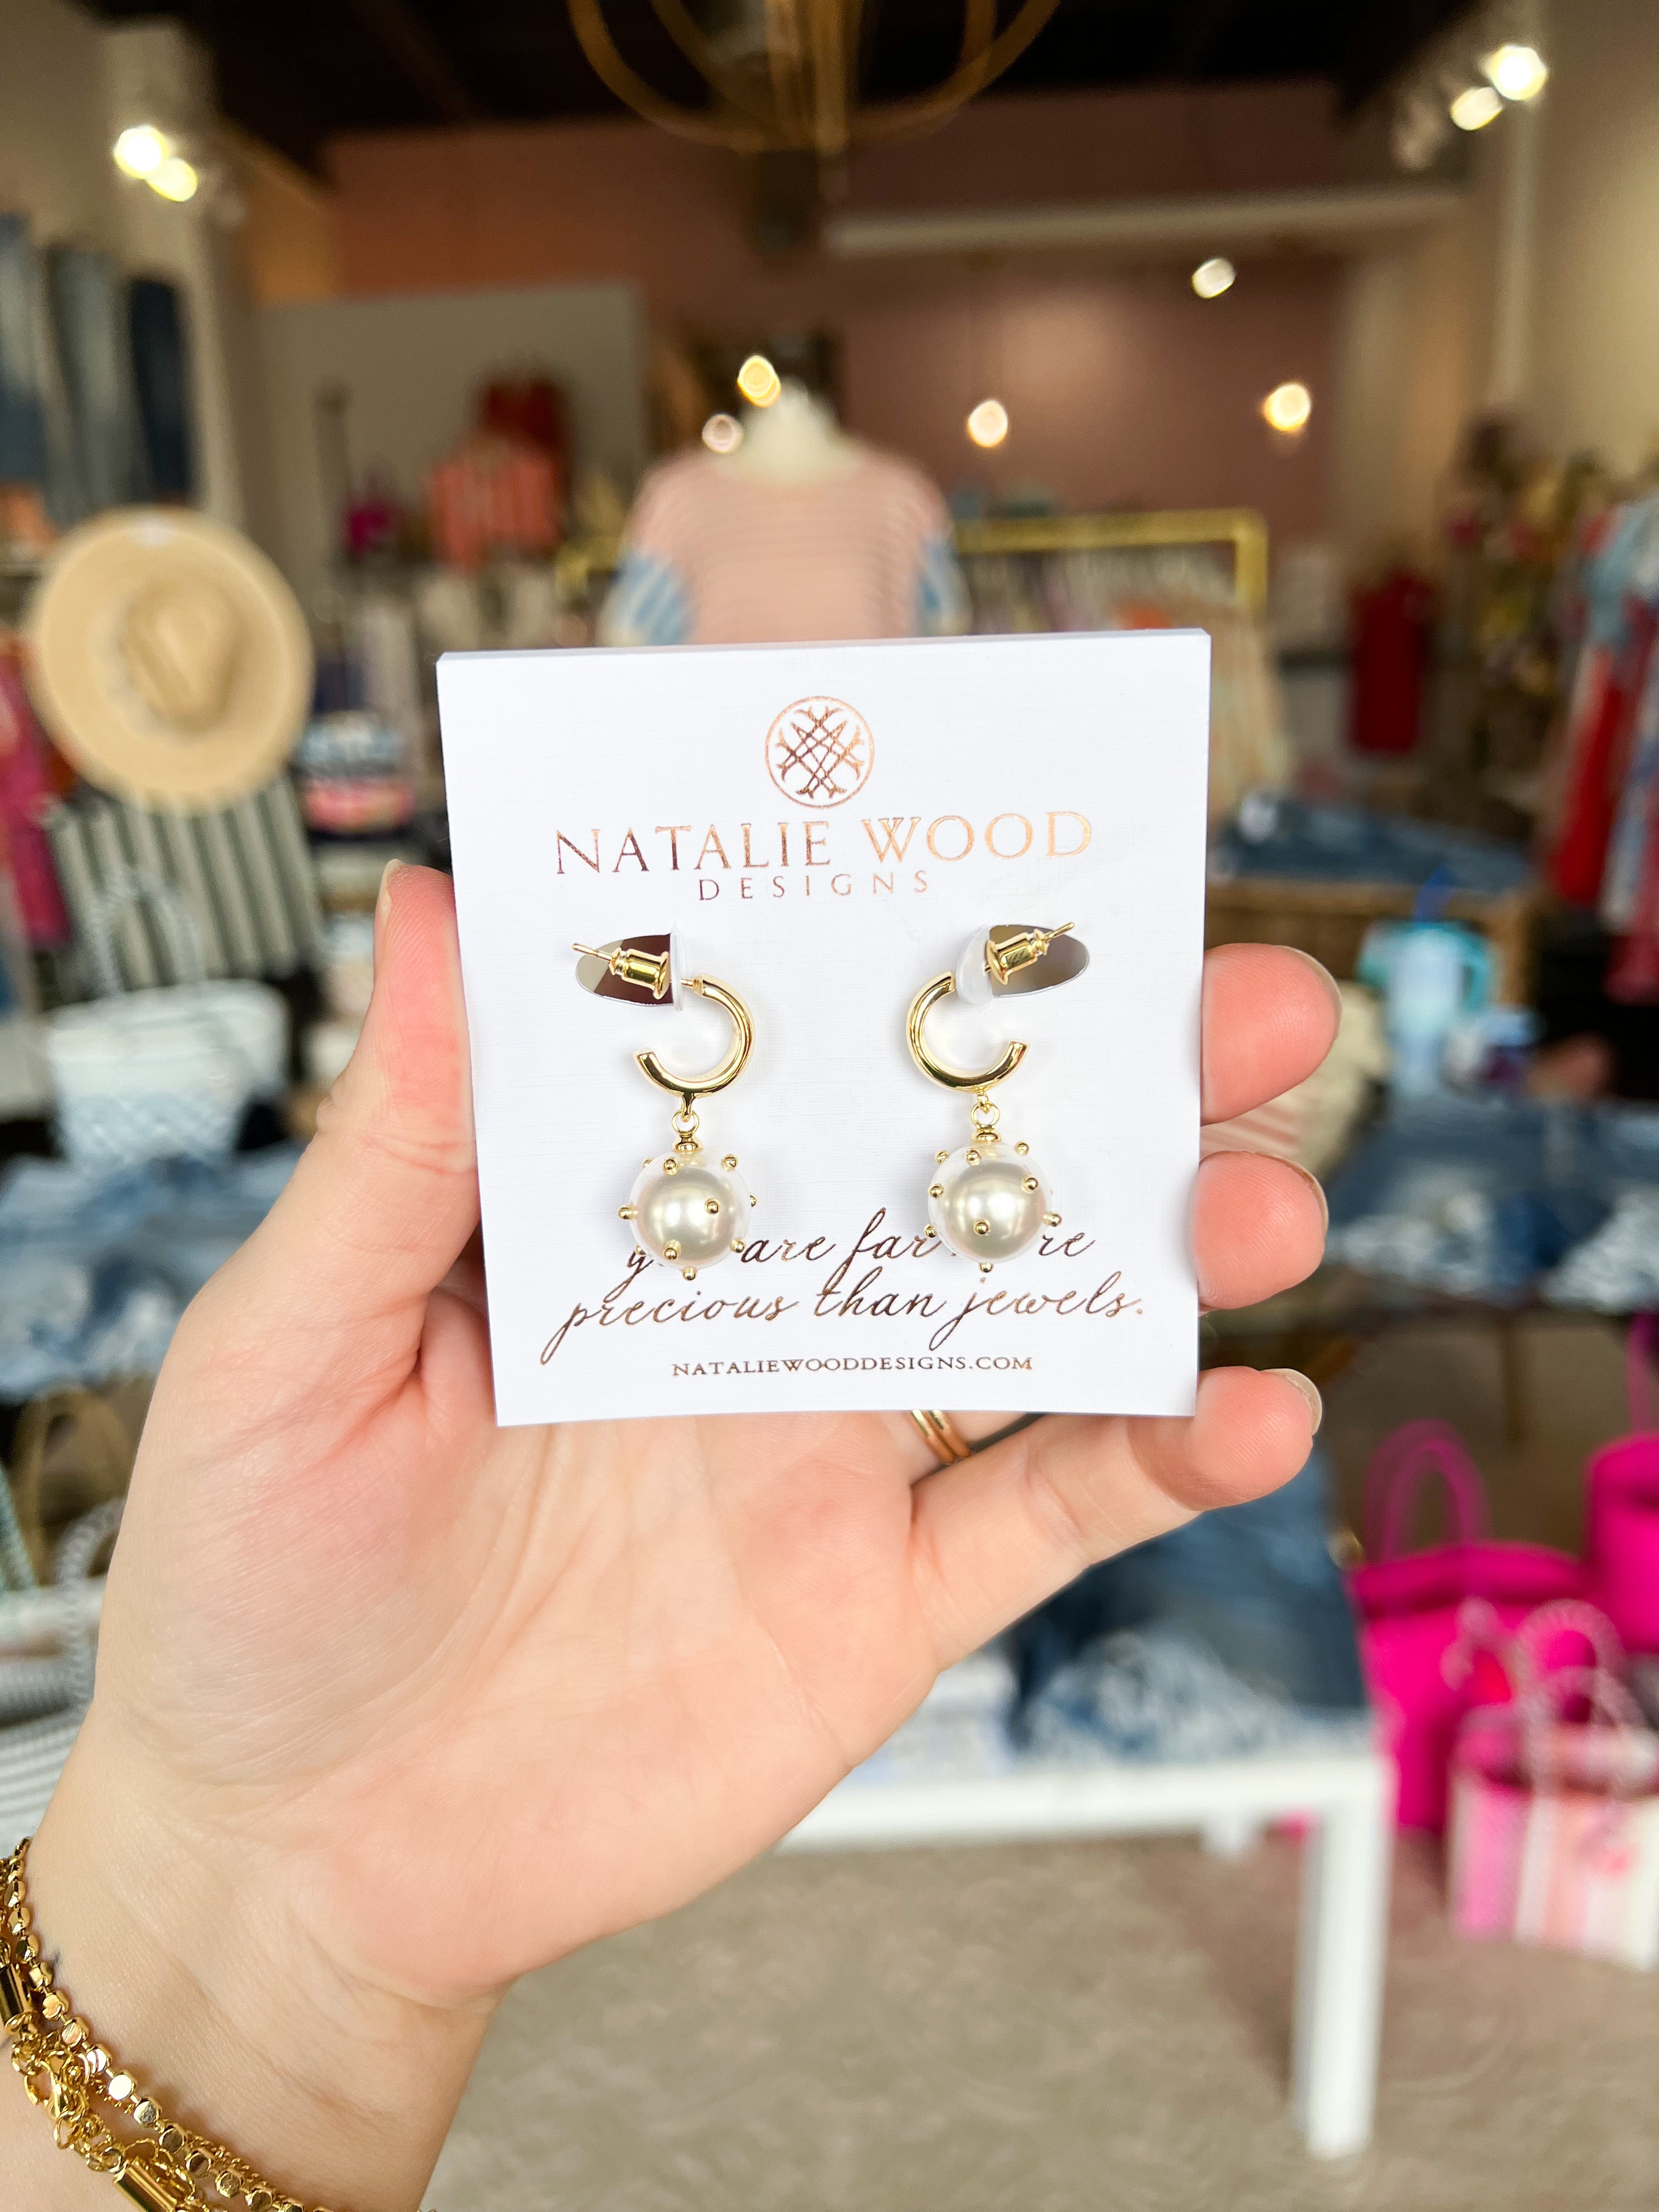 NATALIE WOOD
DESIGNS
are far
precious than jewels.
NATALIEWOODDESIGNS.COM